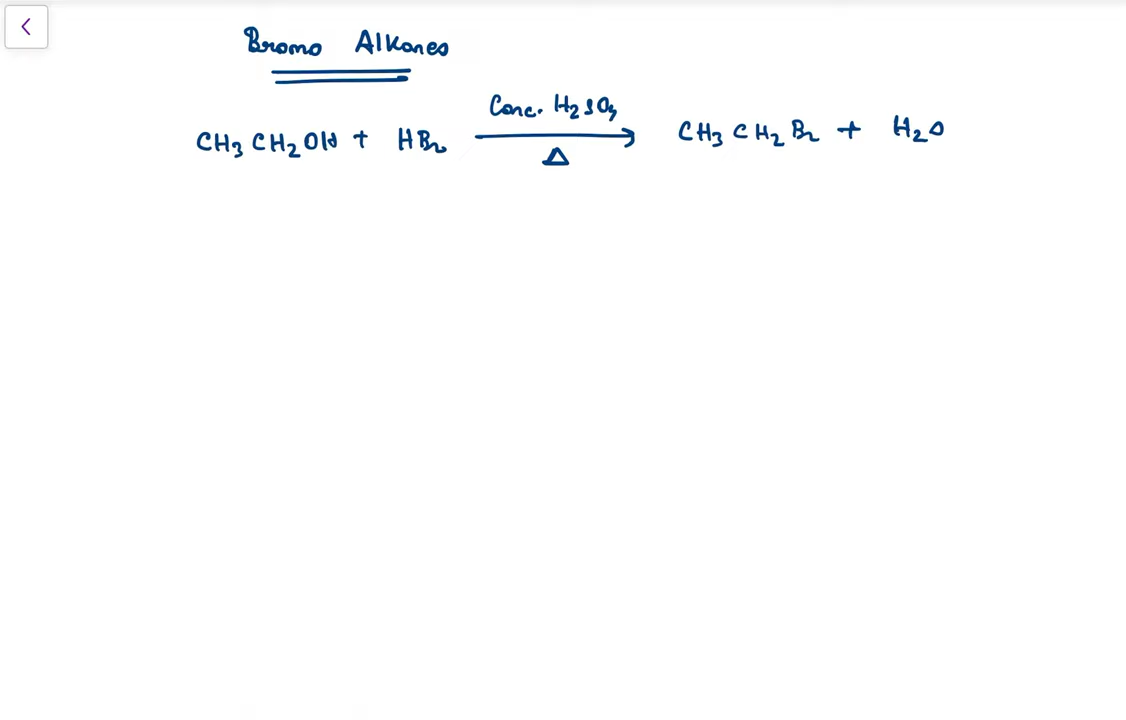 Bromo Alkanes
CH3CH2OH + HBr Conc. H2SO4 → Δ CH3CH2Br + H2O